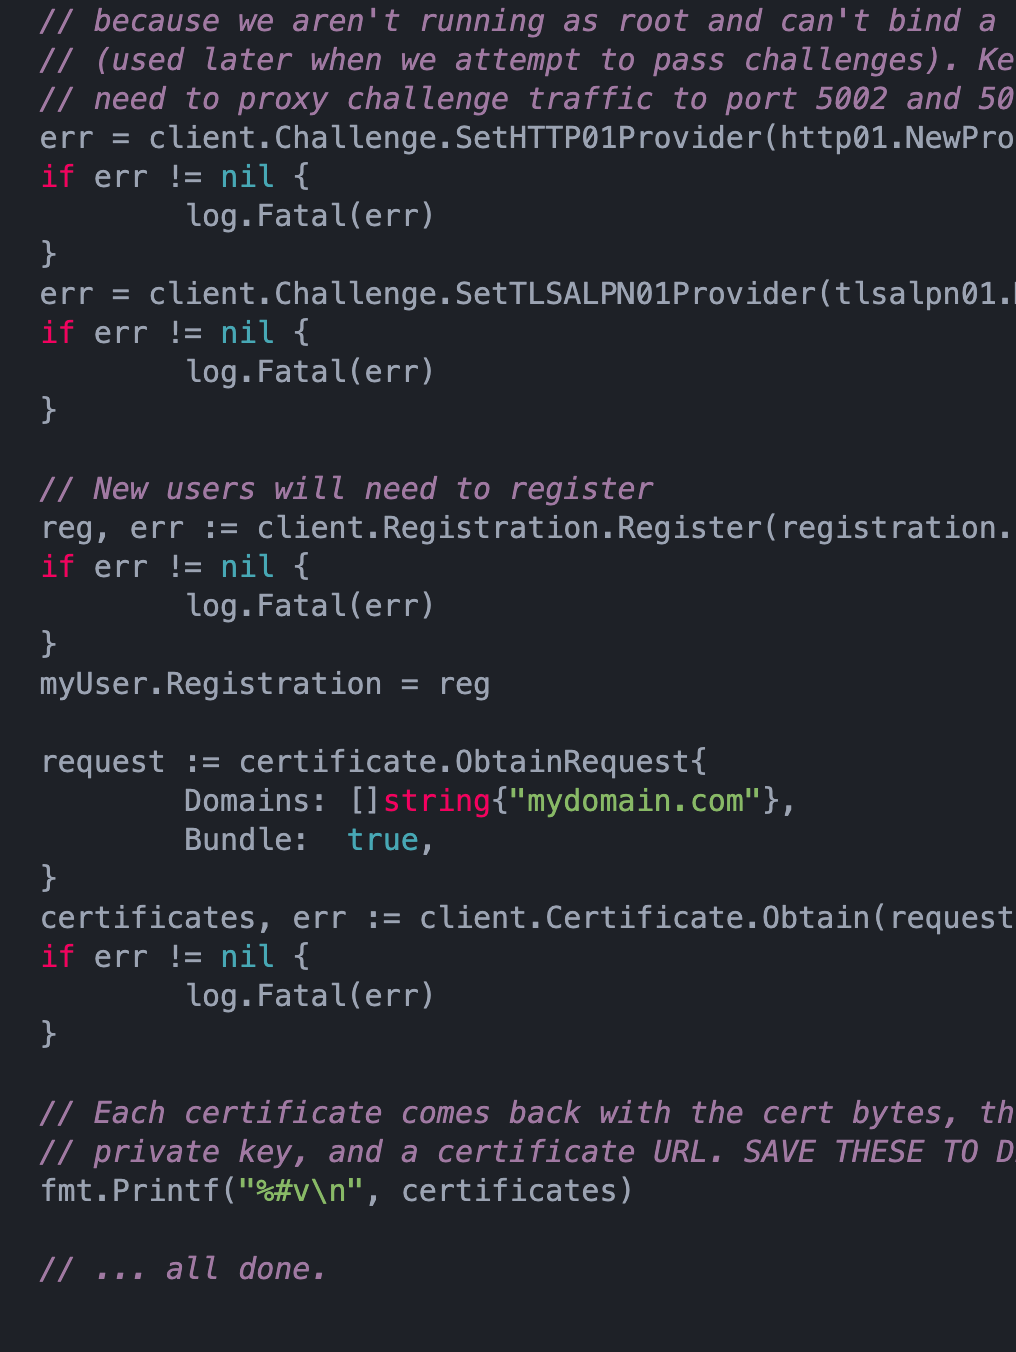 // because we aren't running as root and can't bind a
// (used later when we attempt to pass challenges). Ke
// need to proxy challenge traffic to port 5002 and 50
err = client.Challenge.SetHTTP01Provider(http01.NewPro
if err != nil {
        log.Fatal(err)
}
err = client.Challenge.SetTLSALPN01Provider(tlsalpn01.
if err != nil {
        log.Fatal(err)
}

// New users will need to register
reg, err := client.Registration.Register(registration.
if err != nil {
        log.Fatal(err)
}
myUser.Registration = reg

request := certificate.ObtainRequest{
        Domains: []string{"mydomain.com"},
        Bundle:  true,
}
certificates, err := client.Certificate.Obtain(request
if err != nil {
        log.Fatal(err)
}

// Each certificate comes back with the cert bytes, th
// private key, and a certificate URL. SAVE THESE TO D
fmt.Printf("%#v\n", certificates)

// ... all done.